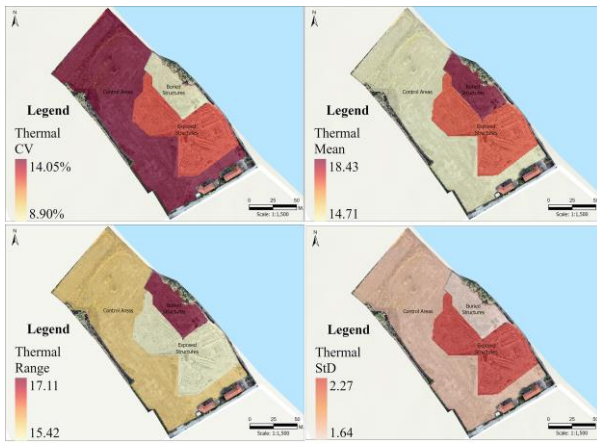 N
Control Areas
Buried
Structures
Exposed
Structures
Legend
Thermal
CV
14.05%
8.90%
0 25 50
M
Scale: 1:1,500
N
Control Areas
Buried
Structures
Exposed
Structures
Legend
Thermal
Mean
18.43
14.71
0 25 50
Scale: 1:1,500
N
Control Areas
Buried
Structures
Exposed
Structures
Legend
Thermal
Range
17.11
15.42
0 25 50
Scale: 1:1,500
N
Control Areas
Buried
Structures
Exposed
Structures
Legend
Thermal
StD
2.27
1.64
0 25 50
Scale: 1:1,500